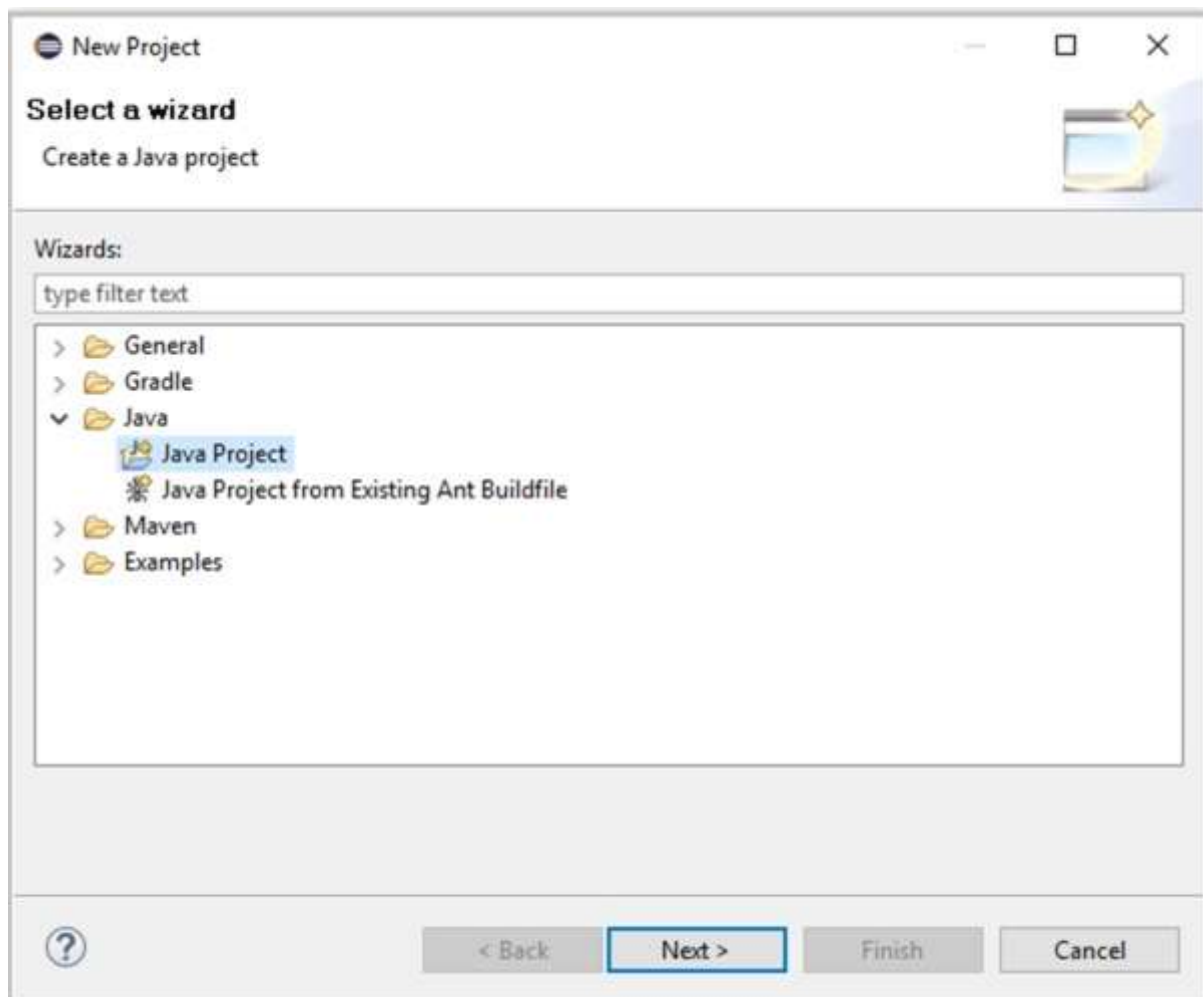 New Project
Select a wizard
Create a Java project
Wizards:
type filter text
General
Gradle
Java
Java Project
Java Project from Existing Ant Buildfile
Maven
Examples
?
< Back Next > Finish Cancel